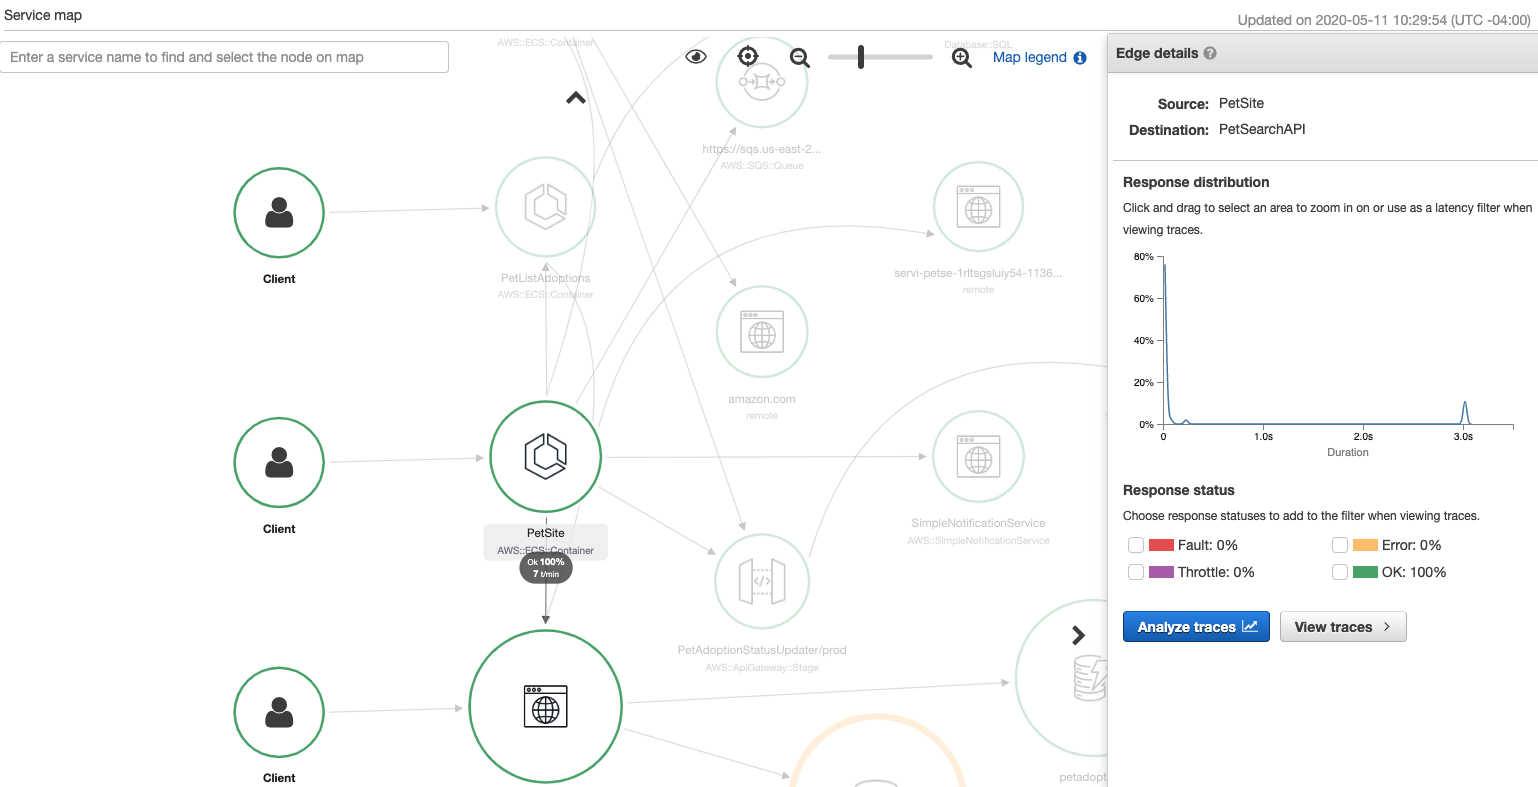 Service map
Updated on 2020-05-11 10:29:54 (UTC -04:00)
Enter a service name to find and select the node on map
AWS::ECS::Container
Database::SQL
Map legend
https://sqs.us-east-2...
AWS::SQS::Queue
Client
PetListAdoptions
AWS::ECS::Container
servi-petse-1rltsgsluiy54-1136...
remote
amazon.com
remote
Client
PetSite
AWS::ECS::Container
Ok 100%
7 t/min
SimpleNotificationService
AWS::SimpleNotificationService
PetAdoptionStatusUpdater/prod
AWS::ApiGateway::Stage
Client
petadopt
Edge details
Source: PetSite
Destination: PetSearchAPI
Response distribution
Click and drag to select an area to zoom in on or use as a latency filter when
viewing traces.
80%
60%
40%
20%
0%
0 1.0s 2.0s 3.0s
Duration
Response status
Choose response statuses to add to the filter when viewing traces.
Fault: 0% Error: 0%
Throttle: 0% OK: 100%
Analyze traces View traces